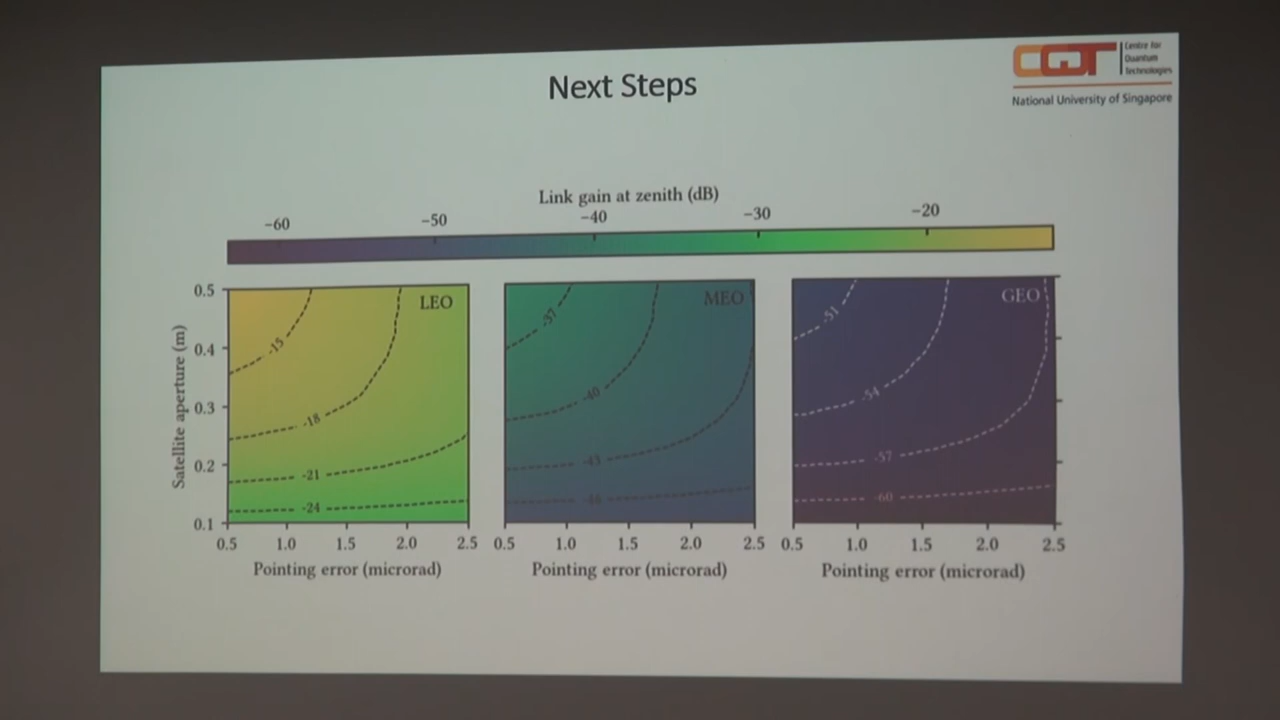 Next Steps
CQT
Centre for
Quantum
Technologies
National University of Singapore
Link gain at zenith (dB)
−60 −50 −40 −30 −20
Satellite aperture (m)
0.5
0.4
0.3
0.2
0.1
LEO
-15
-18
-21
-24
MEO
-37
-40
-43
-46
GEO
-51
-54
-57
-60
0.5 1.0 1.5 2.0 2.5
0.5 1.0 1.5 2.0 2.5
0.5 1.0 1.5 2.0 2.5
Pointing error (microrad)
Pointing error (microrad)
Pointing error (microrad)